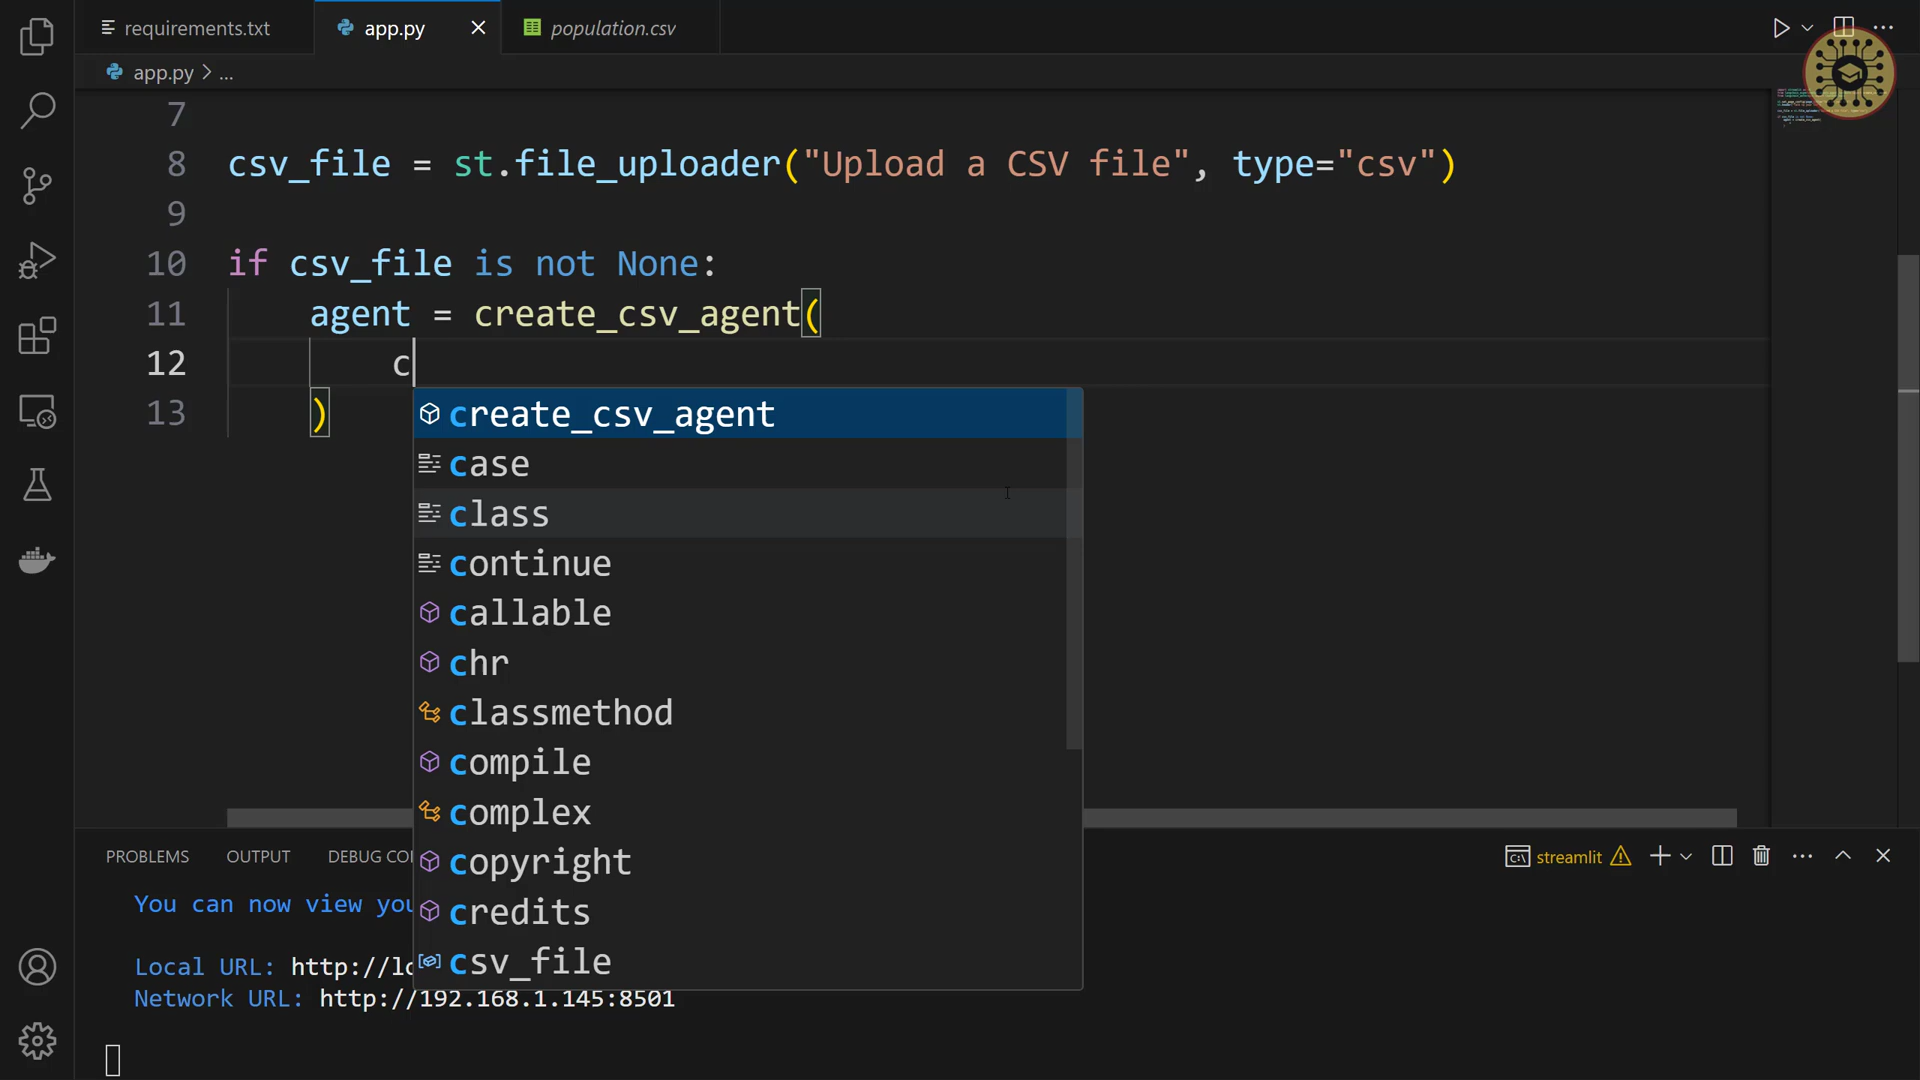 requirements.txt
app.py
population.csv
app.py > ...
7
8 csv_file = st.file_uploader("Upload a CSV file", type="csv")
9
10 if csv_file is not None:
11 agent = create_csv_agent(
12 c
13 )
create_csv_agent
case
class
continue
callable
chr
classmethod
compile
complex
copyright
credits
csv_file
PROBLEMS OUTPUT DEBUG CO
streamlit
You can now view you
Local URL: http://lo
Network URL: http://192.168.1.145:8501